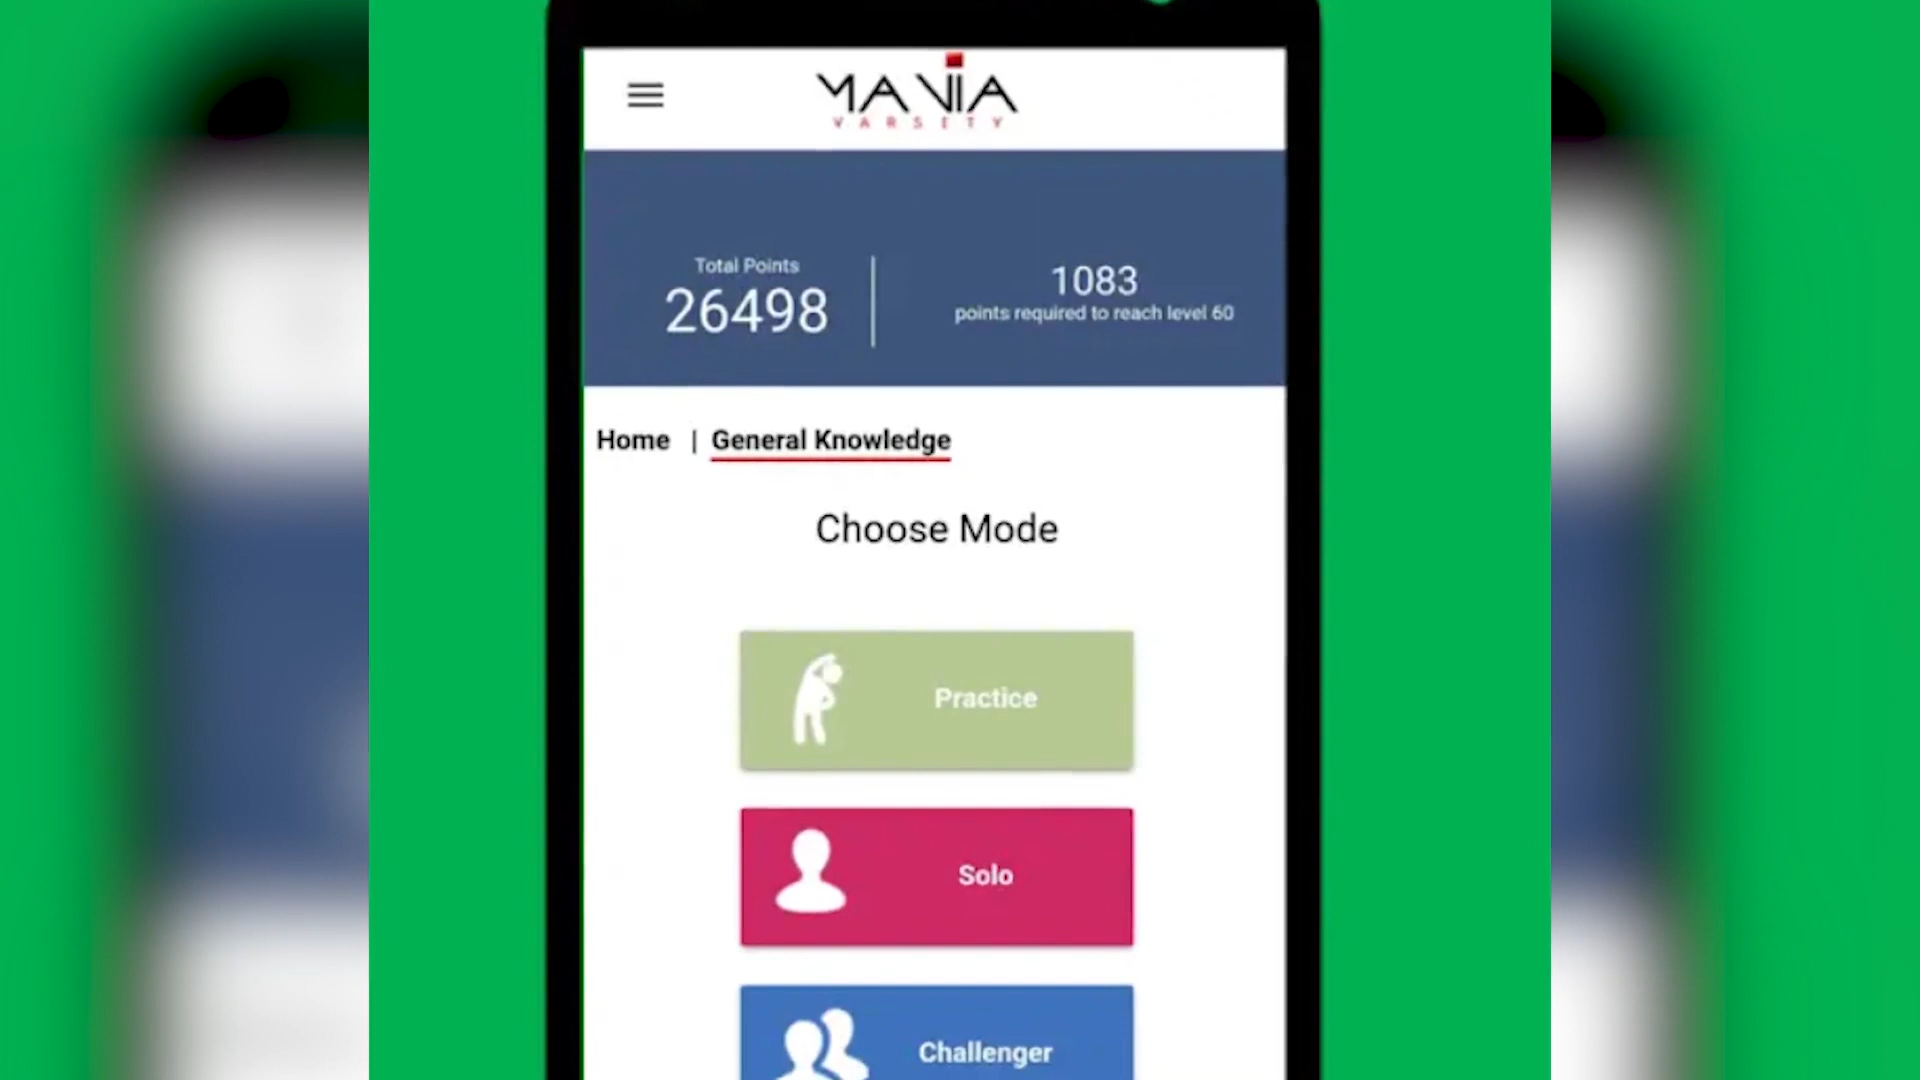 MAVIA
VARSITY
Total Points
26498
1083
points required to reach level 60
Home | General Knowledge
Choose Mode
Practice
Solo
Challenger